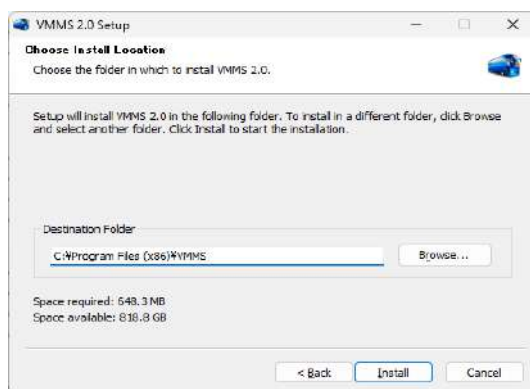 VMMS 2.0 Setup
Choose Install Location
Choose the folder in which to install VMMS 2.0.
Setup will install VMMS 2.0 in the following folder. To install in a different folder, click Browse
and select another folder. Click Install to start the installation.
Destination Folder
C:¥Program Files (x86)¥VMMS
Browse...
Space required: 648.3 MB
Space available: 818.8 GB
< Back
Install
Cancel